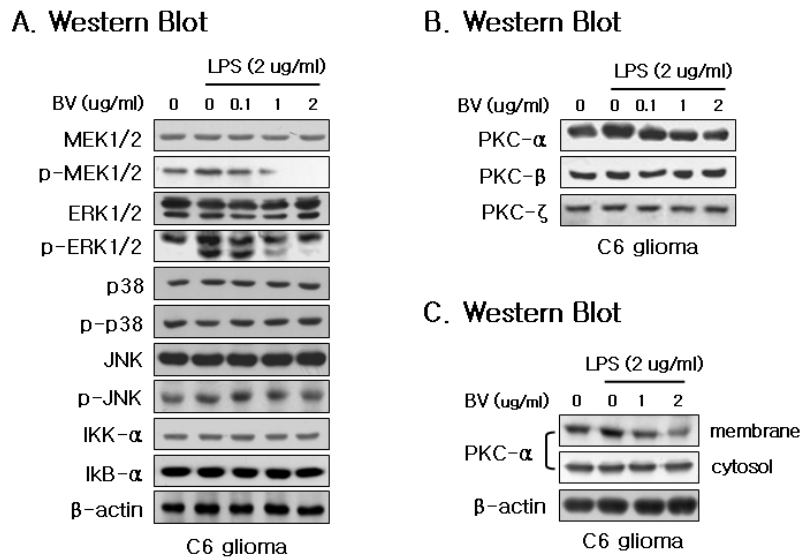 A. Western Blot
LPS (2 ug/ml)
BV (ug/ml) 0 0 0.1 1 2
MEK1/2
p-MEK1/2
ERK1/2
p-ERK1/2
p38
p-p38
JNK
p-JNK
IKK-α
IkB-α
β-actin
C6 glioma
B. Western Blot
LPS (2 ug/ml)
BV (ug/ml) 0 0 0.1 1 2
PKC-α
PKC-β
PKC-ζ
C6 glioma
C. Western Blot
LPS (2 ug/ml)
BV (ug/ml) 0 0 1 2
membrane
PKC-α
cytosol
β-actin
C6 glioma